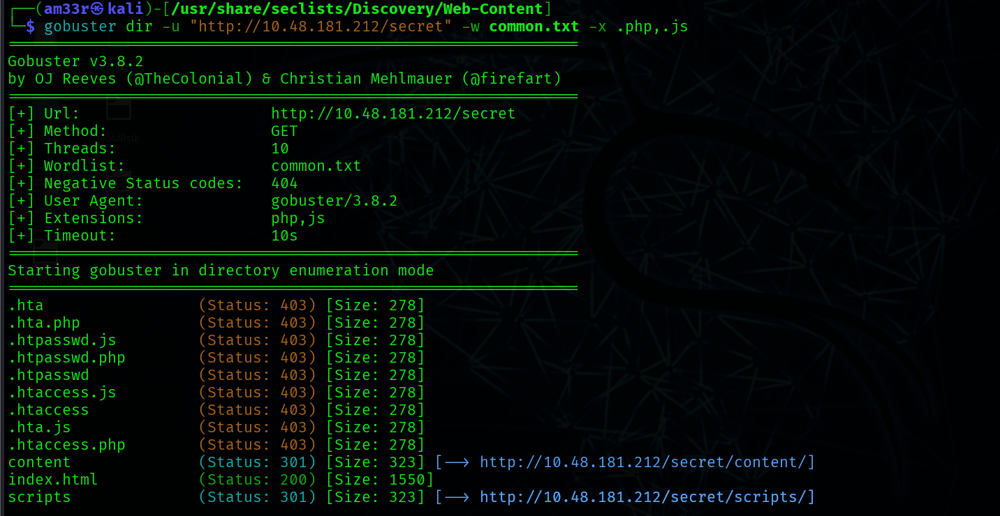 ┌──(am33r㉿kali)-[/usr/share/seclists/Discovery/Web-Content]
└─$ gobuster dir -u "http://10.48.181.212/secret" -w common.txt -x .php,.js
===============================================================
Gobuster v3.8.2
by OJ Reeves (@TheColonial) & Christian Mehlmauer (@firefart)
===============================================================
[+] Url:                     http://10.48.181.212/secret
[+] Method:                  GET
[+] Threads:                 10
[+] Wordlist:                common.txt
[+] Negative Status codes:   404
[+] User Agent:              gobuster/3.8.2
[+] Extensions:              php,js
[+] Timeout:                 10s
===============================================================
Starting gobuster in directory enumeration mode
===============================================================
.hta                 (Status: 403) [Size: 278]
.hta.php             (Status: 403) [Size: 278]
.htpasswd.js         (Status: 403) [Size: 278]
.htpasswd.php        (Status: 403) [Size: 278]
.htpasswd            (Status: 403) [Size: 278]
.htaccess.js         (Status: 403) [Size: 278]
.htaccess            (Status: 403) [Size: 278]
.hta.js              (Status: 403) [Size: 278]
.htaccess.php        (Status: 403) [Size: 278]
content              (Status: 301) [Size: 323] [--> http://10.48.181.212/secret/content/]
index.html           (Status: 200) [Size: 1550]
scripts              (Status: 301) [Size: 323] [--> http://10.48.181.212/secret/scripts/]